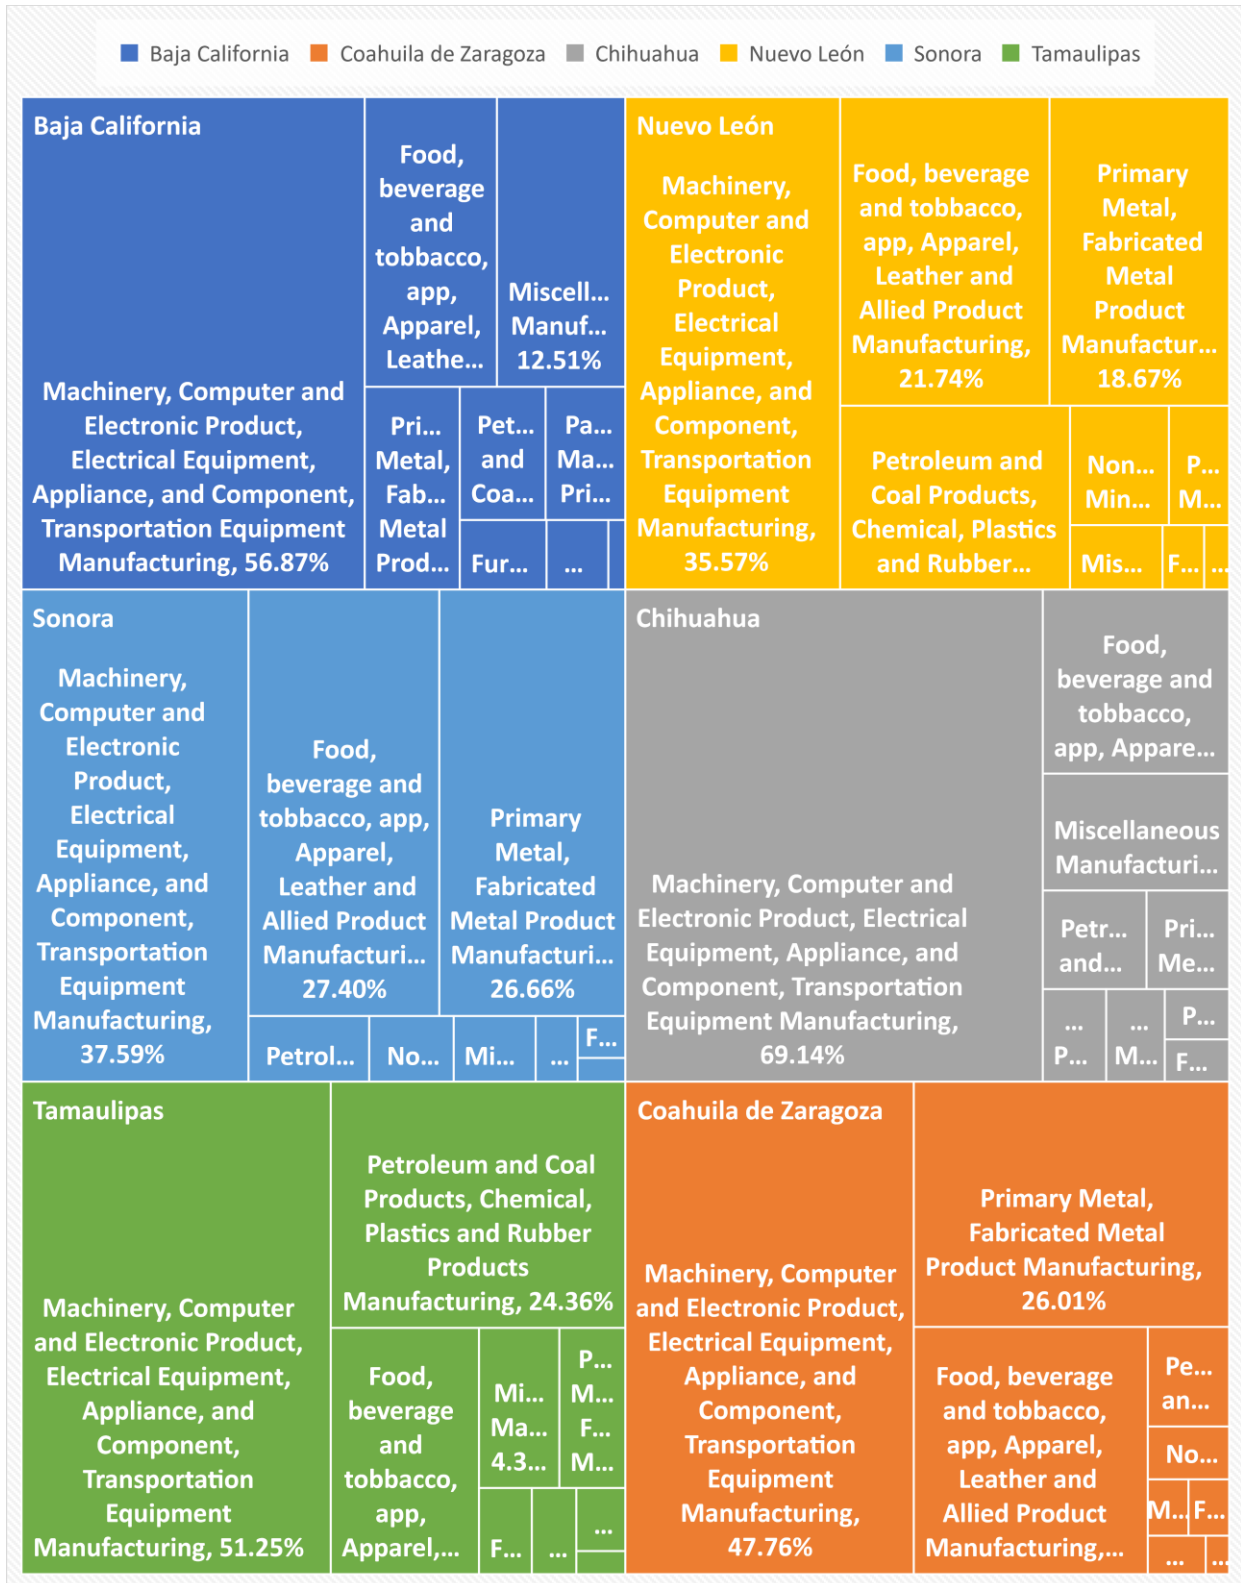 Baja California Coahuila de Zaragoza Chihuahua Nuevo León Sonora Tamaulipas
Baja California
Machinery, Computer and
Electronic Product,
Electrical Equipment,
Appliance, and Component,
Transportation Equipment
Manufacturing, 56.87%
Food,
beverage
and
tobbacco,
app,
Apparel,
Leathe...
Miscell...
Manuf...
12.51%
Pri...
Metal,
Fab...
Metal
Prod...
Pet...
and
Coa...
Pa...
Ma...
Pri...
Fur...
...
Nuevo León
Machinery,
Computer and
Electronic
Product,
Electrical
Equipment,
Appliance, and
Component,
Transportation
Equipment
Manufacturing,
35.57%
Food, beverage
and tobbacco,
app, Apparel,
Leather and
Allied Product
Manufacturing,
21.74%
Primary
Metal,
Fabricated
Metal
Product
Manufactur...
18.67%
Petroleum and
Coal Products,
Chemical, Plastics
and Rubber...
Non...
Min...
P...
M...
Mis...
F...
...
Sonora
Machinery,
Computer and
Electronic
Product,
Electrical
Equipment,
Appliance, and
Component,
Transportation
Equipment
Manufacturing,
37.59%
Food,
beverage and
tobbacco, app,
Apparel,
Leather and
Allied Product
Manufacturi...
27.40%
Primary
Metal,
Fabricated
Metal Product
Manufacturi...
26.66%
Petrol...
No...
Mi...
...
F...
Chihuahua
Machinery, Computer and
Electronic Product, Electrical
Equipment, Appliance, and
Component, Transportation
Equipment Manufacturing,
69.14%
Food,
beverage and
tobbacco,
app, Appare...
Miscellaneous
Manufacturi...
Petr...
and...
Pri...
Me...
...
P...
...
M...
P...
F...
Tamaulipas
Machinery, Computer
and Electronic Product,
Electrical Equipment,
Appliance, and
Component,
Transportation
Equipment
Manufacturing, 51.25%
Petroleum and Coal
Products, Chemical,
Plastics and Rubber
Products
Manufacturing, 24.36%
Food,
beverage
and
tobbacco,
app,
Apparel,...
Mi...
Ma...
4.3...
P...
M...
F...
M...
F...
...
...
Coahuila de Zaragoza
Machinery, Computer
and Electronic Product,
Electrical Equipment,
Appliance, and
Component,
Transportation
Equipment
Manufacturing,
47.76%
Primary Metal,
Fabricated Metal
Product Manufacturing,
26.01%
Food, beverage
and tobbacco,
app, Apparel,
Leather and
Allied Product
Manufacturing,...
Pe...
an...
No...
M...
F...
...
...